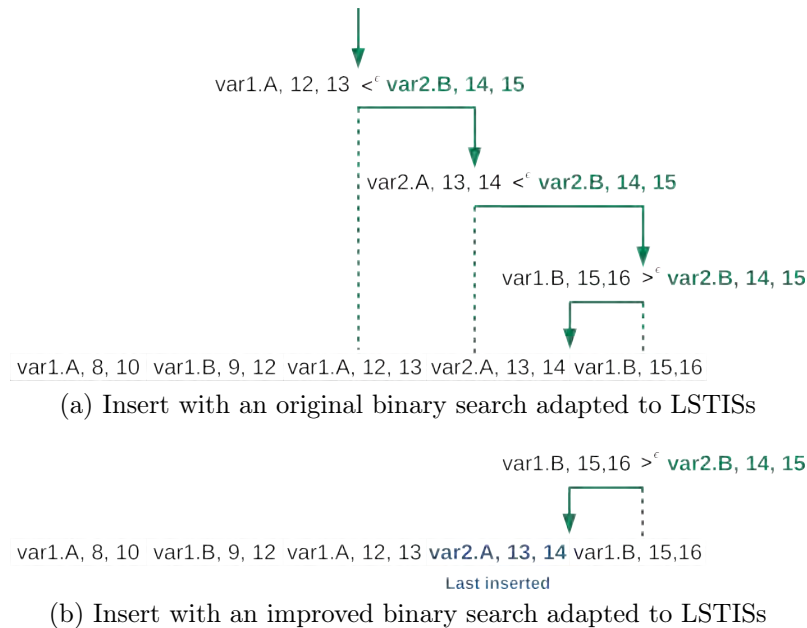 var1.A, 12, 13 <ᵋ var2.B, 14, 15
var2.A, 13, 14 <ᵋ var2.B, 14, 15
var1.B, 15,16 >ᵋ var2.B, 14, 15
var1.A, 8, 10 var1.B, 9, 12 var1.A, 12, 13 var2.A, 13, 14 var1.B, 15,16
(a) Insert with an original binary search adapted to LSTISs
var1.B, 15,16 >ᵋ var2.B, 14, 15
var1.A, 8, 10 var1.B, 9, 12 var1.A, 12, 13 var2.A, 13, 14 var1.B, 15,16
Last inserted
(b) Insert with an improved binary search adapted to LSTISs